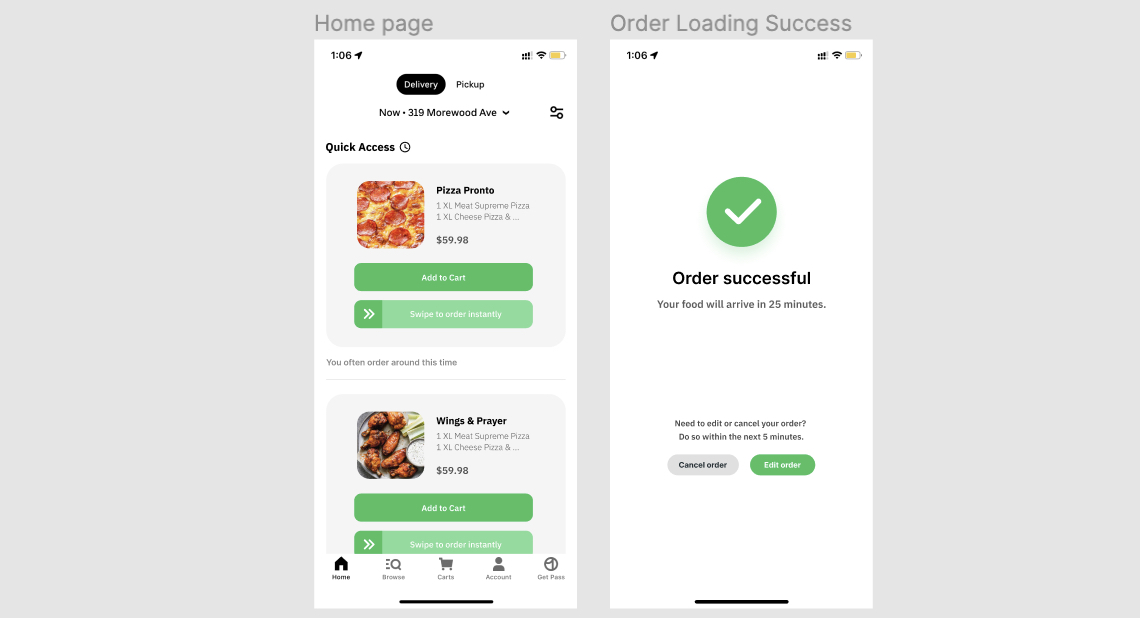 Home page
1:06
Delivery
Pickup
Now • 319 Morewood Ave
Quick Access
Pizza Pronto
1 XL Meat Supreme Pizza
1 XL Cheese Pizza & ...
$59.98
Add to Cart
Swipe to order instantly
You often order around this time
Wings & Prayer
1 XL Meat Supreme Pizza
1 XL Cheese Pizza & ...
$59.98
Add to Cart
Swipe to order instantly
Home
Browse
Carts
Account
Get Pass
Order Loading Success
1:06
Order successful
Your food will arrive in 25 minutes.
Need to edit or cancel your order?
Do so within the next 5 minutes.
Cancel order
Edit order